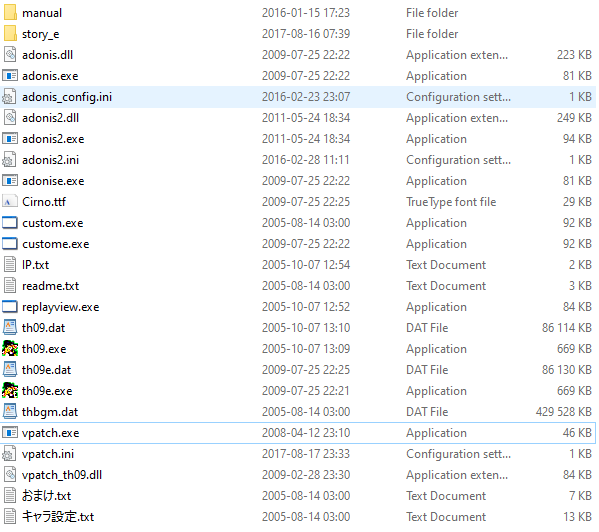 manual 2016-01-15 17:23 File folder
story_e 2017-08-16 07:39 File folder
adonis.dll 2009-07-25 22:22 Application exten... 223 KB
adonis.exe 2009-07-25 22:22 Application 81 KB
adonis_config.ini 2016-02-23 23:07 Configuration sett... 1 KB
adonis2.dll 2011-05-24 18:34 Application exten... 249 KB
adonis2.exe 2011-05-24 18:34 Application 94 KB
adonis2.ini 2016-02-28 11:11 Configuration sett... 1 KB
adonise.exe 2009-07-25 22:22 Application 81 KB
Cirno.ttf 2009-07-25 22:25 TrueType font file 29 KB
custom.exe 2005-08-14 03:00 Application 92 KB
custome.exe 2009-07-25 22:22 Application 92 KB
IP.txt 2005-10-07 12:54 Text Document 2 KB
readme.txt 2005-08-14 03:00 Text Document 3 KB
replayview.exe 2005-10-07 12:52 Application 84 KB
th09.dat 2005-10-07 13:10 DAT File 86 114 KB
th09.exe 2005-10-07 13:09 Application 669 KB
th09e.dat 2009-07-25 22:25 DAT File 86 130 KB
th09e.exe 2009-07-25 22:21 Application 669 KB
thbgm.dat 2005-08-14 03:00 DAT File 429 528 KB
vpatch.exe 2008-04-12 23:10 Application 46 KB
vpatch.ini 2017-08-17 23:33 Configuration sett... 1 KB
vpatch_th09.dll 2009-02-28 23:30 Application exten... 84 KB
おまけ.txt 2005-08-14 03:00 Text Document 7 KB
キャラ設定.txt 2005-08-14 03:00 Text Document 13 KB